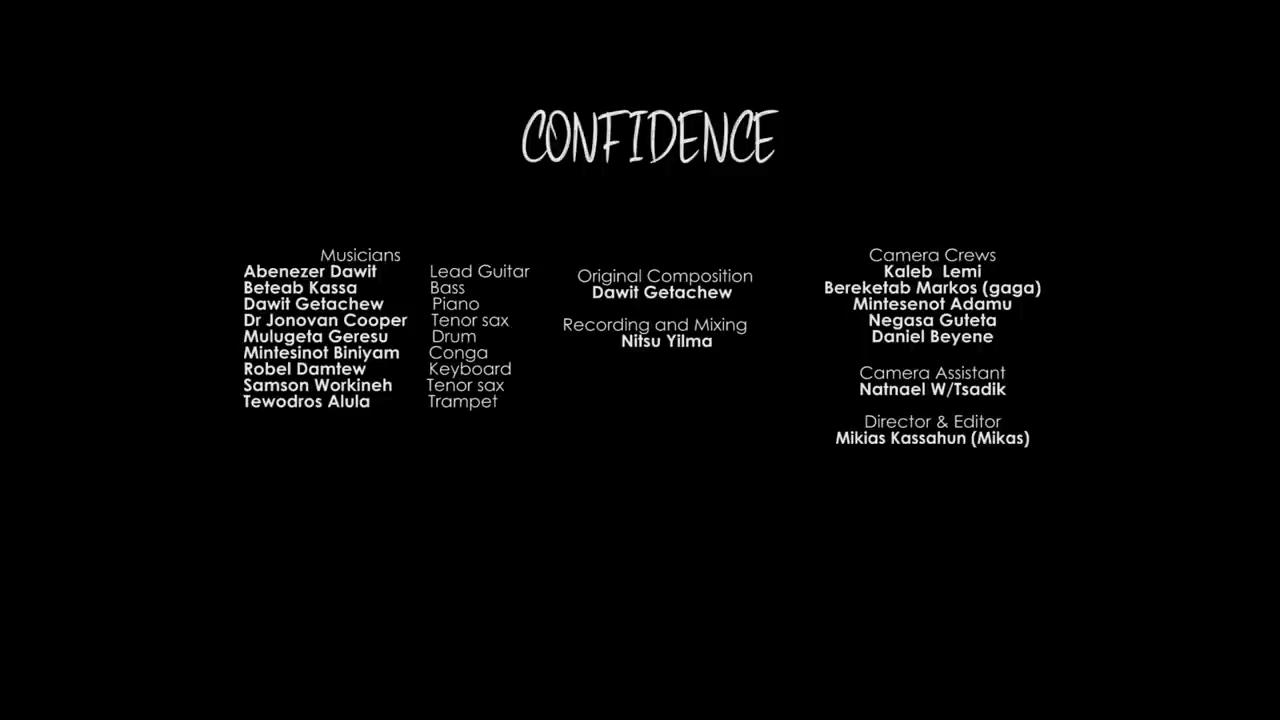 CONFIDENCE
Musicians
Abenezer Dawit Lead Guitar
Beteab Kassa Bass
Dawit Getachew Piano
Dr Jonovan Cooper Tenor sax
Mulugeta Geresu Drum
Mintesinot Biniyam Conga
Robel Damtew Keyboard
Samson Workineh Tenor sax
Tewodros Alula Trampet
Original Composition
Dawit Getachew
Recording and Mixing
Nitsu Yilma
Camera Crews
Kaleb Lemi
Bereketab Markos (gaga)
Mintesenot Adamu
Negasa Guteta
Daniel Beyene
Camera Assistant
Natnael W/Tsadik
Director & Editor
Mikias Kassahun (Mikas)